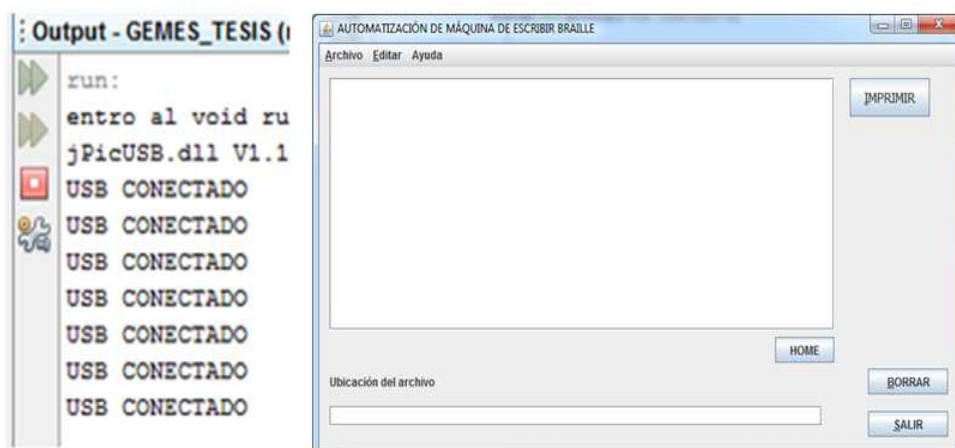 Output - GEMES_TESIS (
run:
entro al void ru
jPicUSB.dll V1.1
USB CONECTADO
USB CONECTADO
USB CONECTADO
USB CONECTADO
USB CONECTADO
USB CONECTADO
USB CONECTADO
AUTOMATIZACIÓN DE MÁQUINA DE ESCRIBIR BRAILLE
Archivo Editar Ayuda
IMPRIMIR
HOME
Ubicación del archivo
BORRAR
SALIR